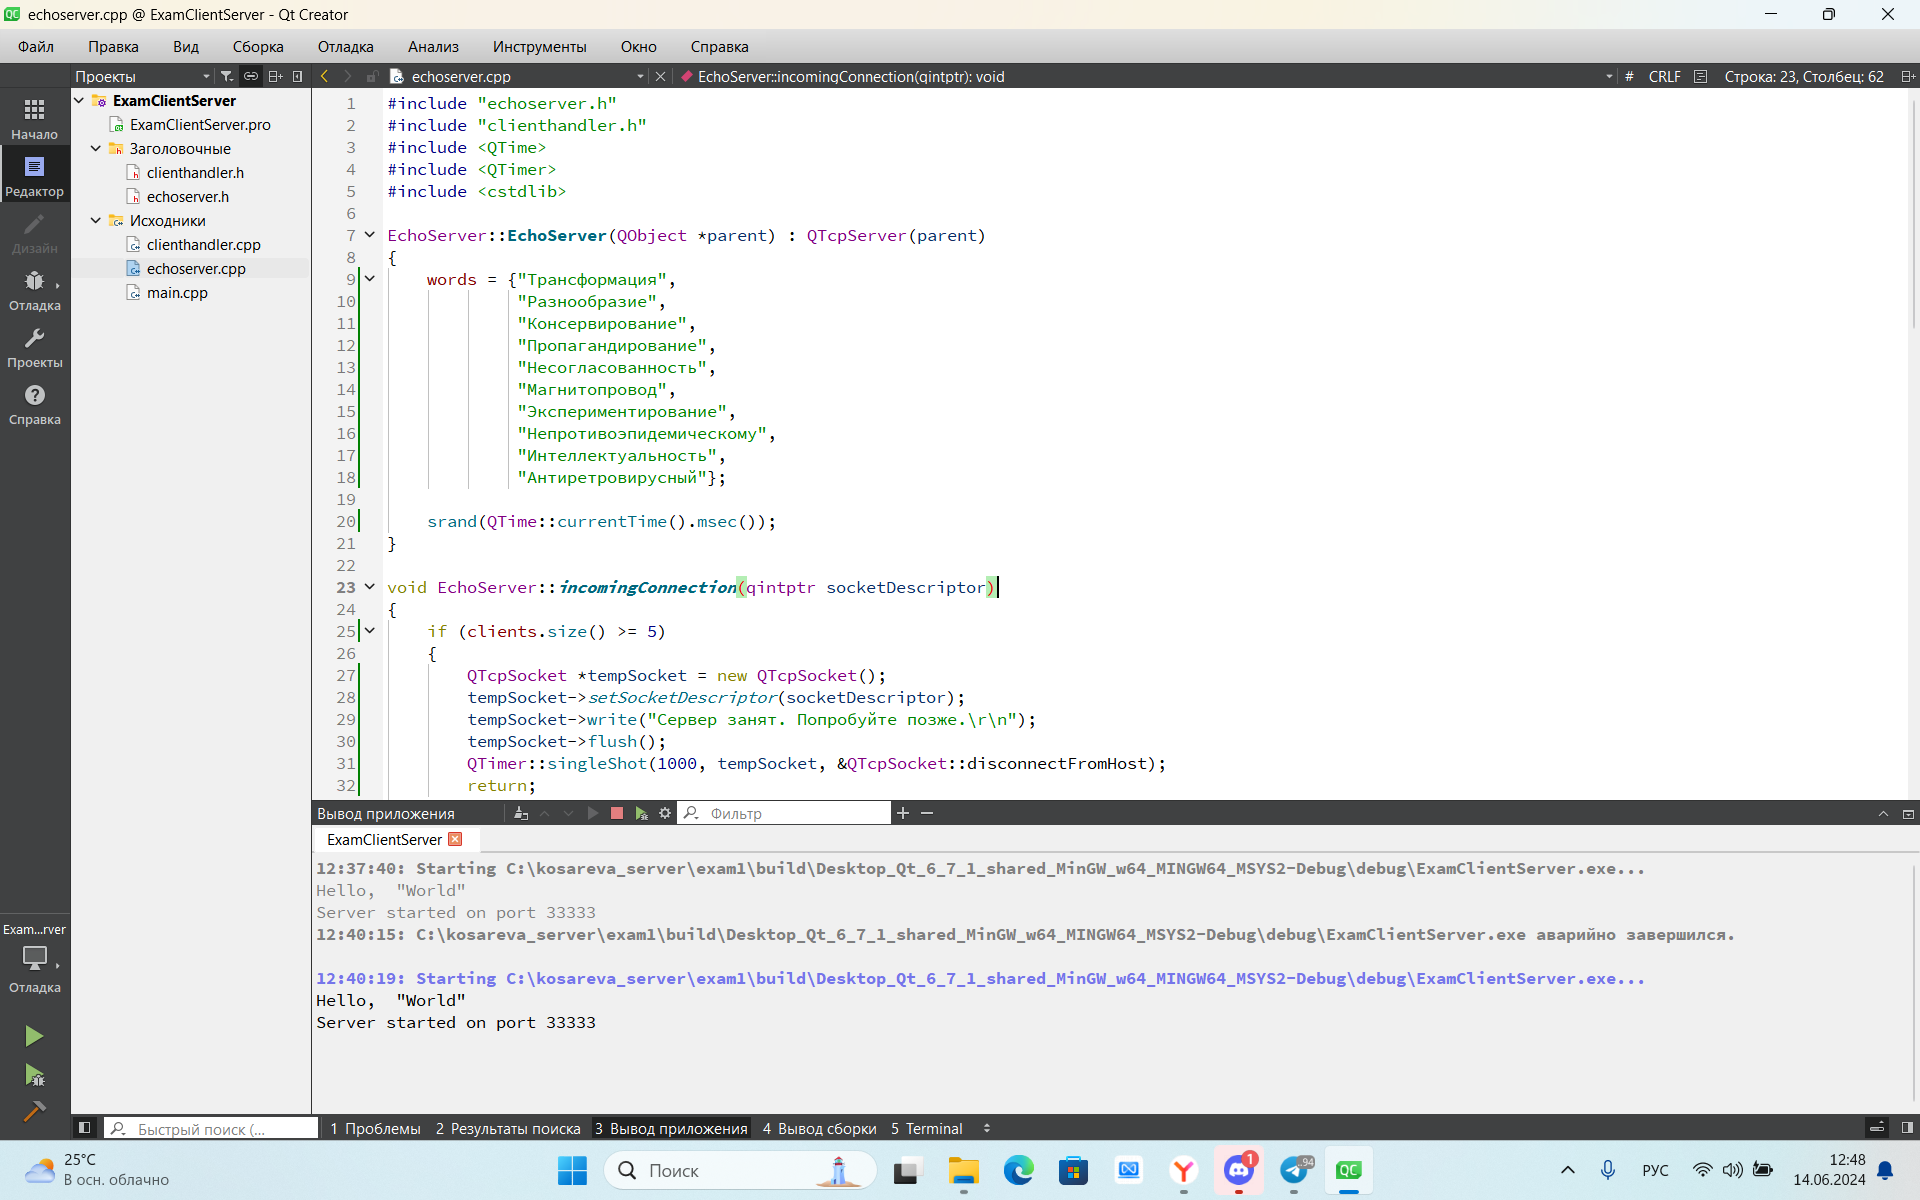 echoserver.cpp @ ExamClientServer - Qt Creator
Файл Правка Вид Сборка Отладка Анализ Инструменты Окно Справка
Проекты echoserver.cpp EchoServer::incomingConnection(qintptr): void # CRLF Строка: 23, Столбец: 62
Начало
Редактор
Дизайн
Отладка
Проекты
Справка
ExamClientServer
ExamClientServer.pro
Заголовочные
clienthandler.h
echoserver.h
Исходники
clienthandler.cpp
echoserver.cpp
main.cpp
1 #include "echoserver.h"
2 #include "clienthandler.h"
3 #include <QTime>
4 #include <QTimer>
5 #include <cstdlib>
6
7 EchoServer::EchoServer(QObject *parent) : QTcpServer(parent)
8 {
9 words = {"Трансформация",
10 "Разнообразие",
11 "Консервирование",
12 "Пропагандирование",
13 "Несогласованность",
14 "Магнитопровод",
15 "Экспериментирование",
16 "Непротивоэпидемическому",
17 "Интеллектуальность",
18 "Антиретровирусный"};
19
20 srand(QTime::currentTime().msec());
21 }
22
23 void EchoServer::incomingConnection(qintptr socketDescriptor)
24 {
25 if (clients.size() >= 5)
26 {
27 QTcpSocket *tempSocket = new QTcpSocket();
28 tempSocket->setSocketDescriptor(socketDescriptor);
29 tempSocket->write("Сервер занят. Попробуйте позже.\r\n");
30 tempSocket->flush();
31 QTimer::singleShot(1000, tempSocket, &QTcpSocket::disconnectFromHost);
32 return;
Вывод приложения Фильтр
ExamClientServer
12:37:40: Starting C:\kosareva_server\exam1\build\Desktop_Qt_6_7_1_shared_MinGW_w64_MINGW64_MSYS2-Debug\debug\ExamClientServer.exe...
Hello,  "World"
Server started on port 33333
12:40:15: C:\kosareva_server\exam1\build\Desktop_Qt_6_7_1_shared_MinGW_w64_MINGW64_MSYS2-Debug\debug\ExamClientServer.exe аварийно завершился.
12:40:19: Starting C:\kosareva_server\exam1\build\Desktop_Qt_6_7_1_shared_MinGW_w64_MINGW64_MSYS2-Debug\debug\ExamClientServer.exe...
Hello,  "World"
Server started on port 33333
Exam...rver
Отладка
Быстрый поиск (... 1 Проблемы 2 Результаты поиска 3 Вывод приложения 4 Вывод сборки 5 Terminal
25°C
В осн. облачно
Поиск
1
94
QC
РУС
12:48
14.06.2024